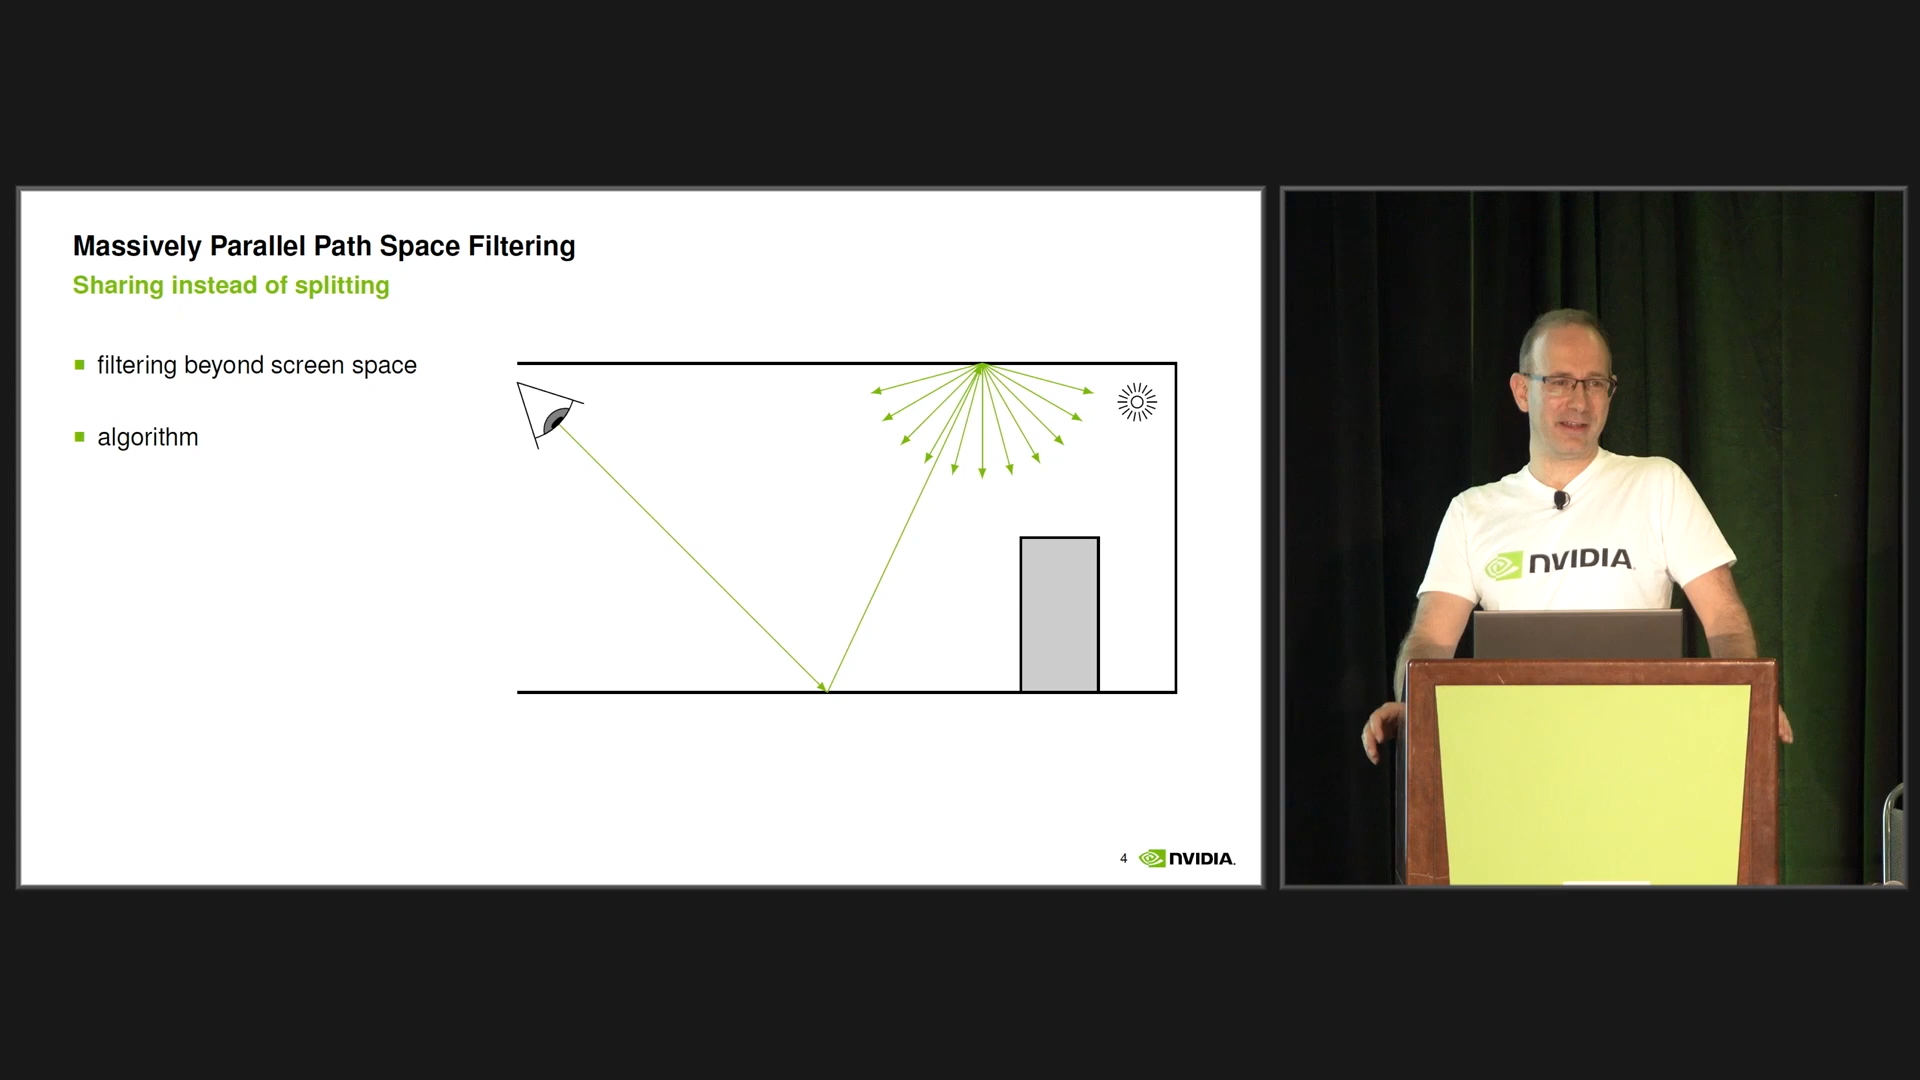 Massively Parallel Path Space Filtering
Sharing instead of splitting
filtering beyond screen space
algorithm
4
NVIDIA.
NVIDIA.